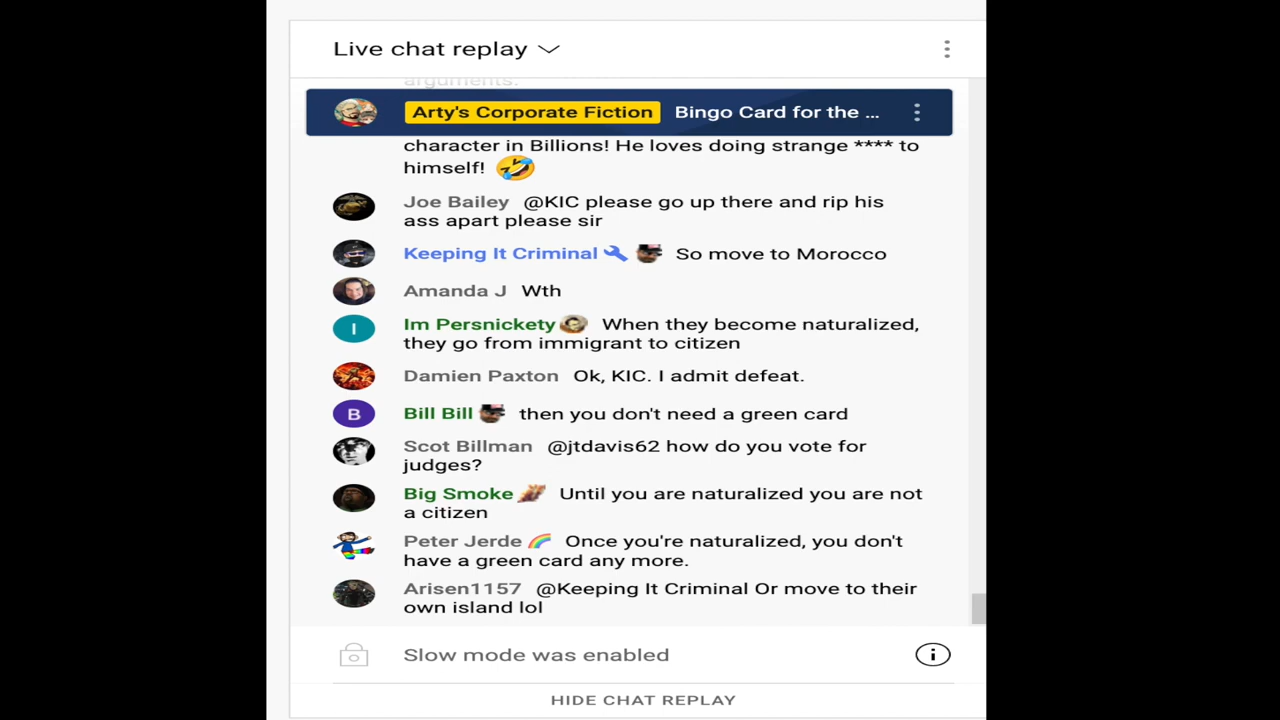 Live chat replay
arguments.
Arty's Corporate Fiction Bingo Card for the ...
character in Billions! He loves doing strange **** to
himself! 🤣
Joe Bailey @KIC please go up there and rip his
ass apart please sir
Keeping It Criminal So move to Morocco
Amanda J Wth
I
Im Persnickety When they become naturalized,
they go from immigrant to citizen
Damien Paxton Ok, KIC. I admit defeat.
B
Bill Bill then you don't need a green card
Scot Billman @jtdavis62 how do you vote for
judges?
Big Smoke Until you are naturalized you are not
a citizen
Peter Jerde 🌈 Once you're naturalized, you don't
have a green card any more.
Arisen1157 @Keeping It Criminal Or move to their
own island lol
Slow mode was enabled
HIDE CHAT REPLAY